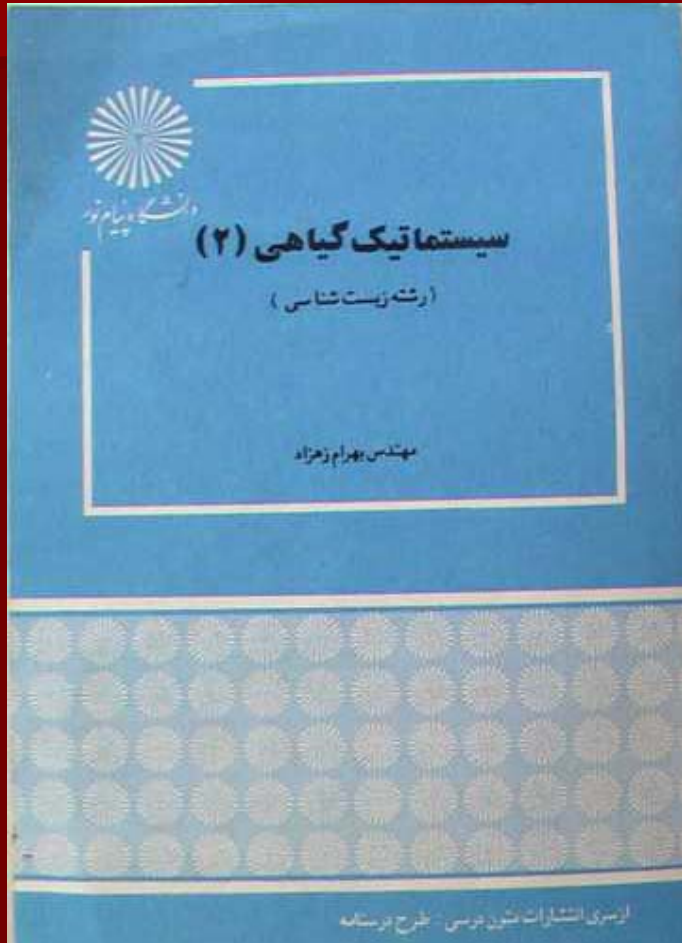 دانشگاه پیام نور
سیستماتیک گیاهی (۲)
(رشته زیست شناسی)
مهندس بهرام زهزاد
از سری انتشارات متون درسی - طرح درسنامه